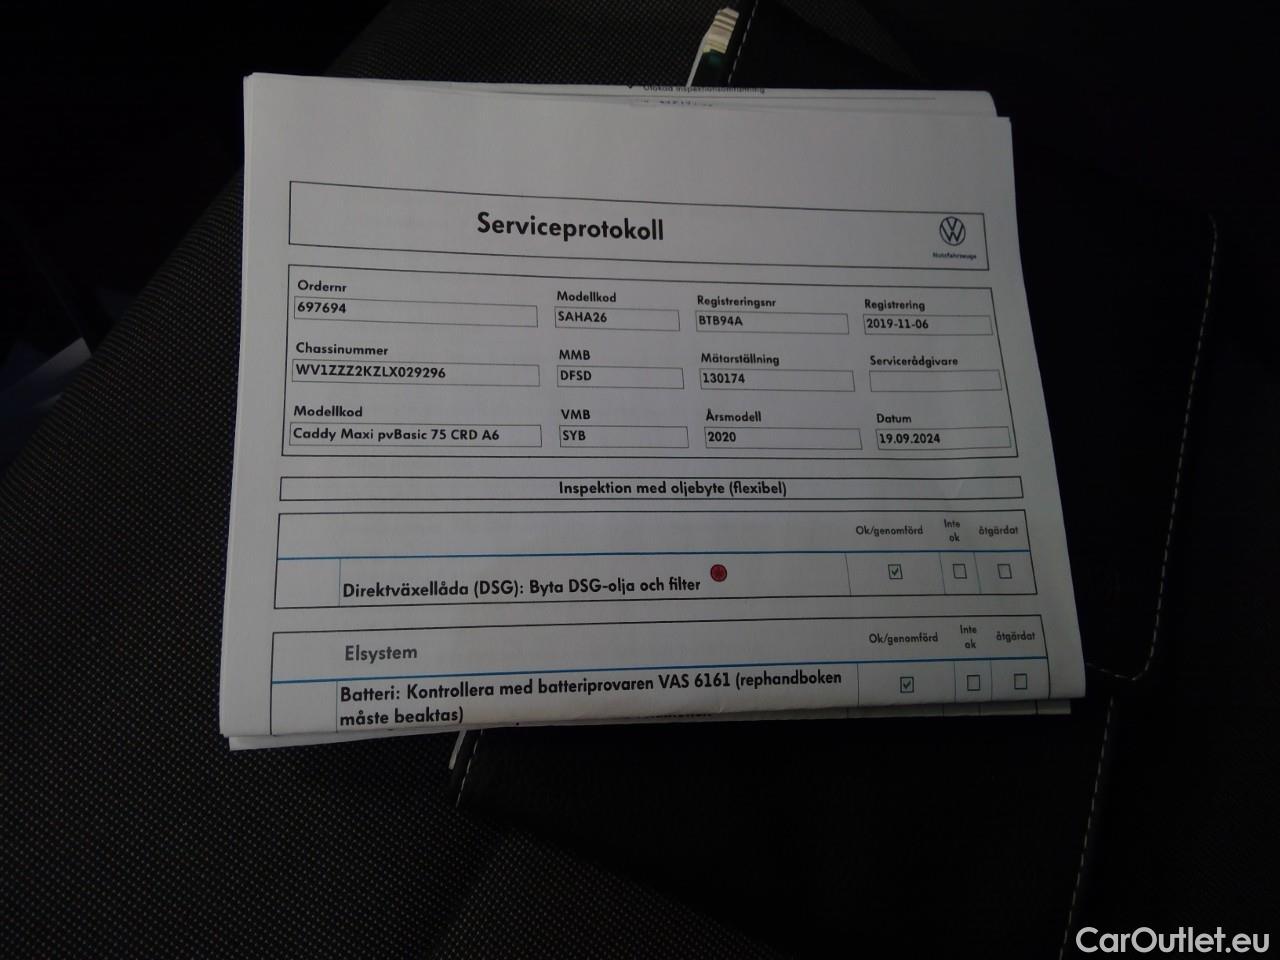 Utökad inspektionsomfattning
Serviceprotokoll
Nutzfahrzeuge
Ordernr
697694
Modellkod
SAHA26
Registreringsnr
BTB94A
Registrering
2019-11-06
Chassinummer
WV1ZZZ2KZLX029296
MMB
DFSD
Mätarställning
130174
Servicerådgivare
Modellkod
Caddy Maxi pvBasic 75 CRD A6
VMB
SYB
Årsmodell
2020
Datum
19.09.2024
Inspektion med oljebyte (flexibel)
Ok/genomförd
Inte ok
åtgärdat
Direktväxellåda (DSG): Byta DSG-olja och filter
Elsystem
Ok/genomförd
Inte ok
åtgärdat
Batteri: Kontrollera med batteriprovaren VAS 6161 (rephandboken
måste beaktas)
CarOutlet.eu